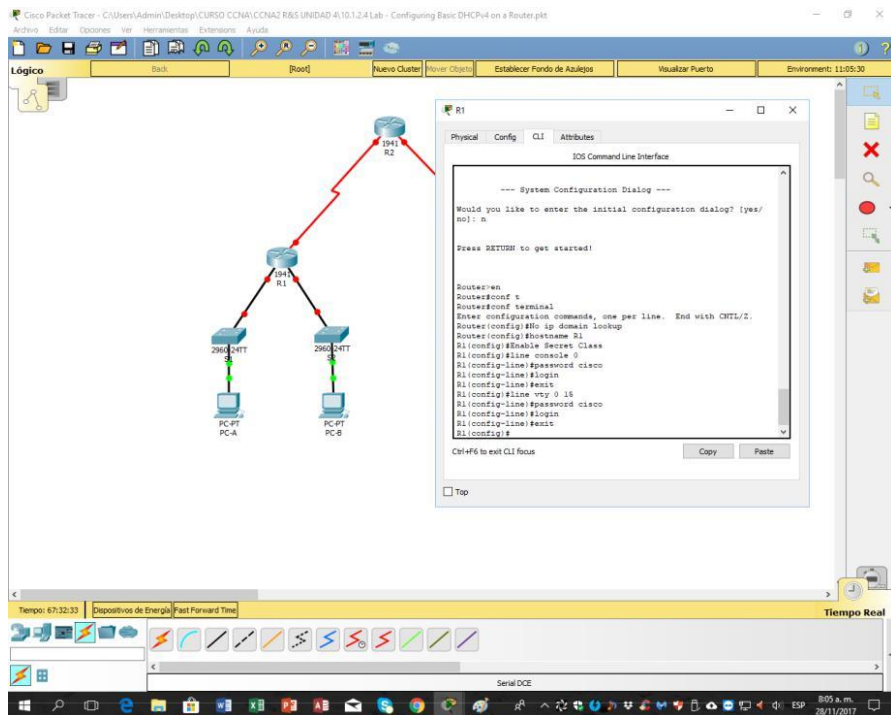 Cisco Packet Tracer - C:\Users\Admin\Desktop\CURSO CCNA\CCNA2 R&S UNIDAD 4\10.1.2.4 Lab - Configuring Basic DHCPv4 on a Router.pkt
Archivo Editar Opciones Ver Herramientas Extensions Ayuda
Lógico
Back
[Root]
Nuevo Cluster
Mover Objeto
Establecer Fondo de Azulejos
Visualizar Puerto
Environment: 11:05:30
1941
R2
R1
Physical Config CLI Attributes
IOS Command Line Interface
--- System Configuration Dialog ---
Would you like to enter the initial configuration dialog? [yes/
no]: n
Press RETURN to get started!
Router>en
Router#conf t
Router#conf terminal
Enter configuration commands, one per line. End with CNTL/Z.
Router(config)#No ip domain lookup
Router(config)#hostname R1
R1(config)#Enable Secret Class
R1(config)#line console 0
R1(config-line)#password cisco
R1(config-line)#login
R1(config-line)#exit
R1(config)#line vty 0 15
R1(config-line)#password cisco
R1(config-line)#login
R1(config-line)#exit
R1(config)#
Ctrl+F6 to exit CLI focus
Copy
Paste
Top
1941
R1
2960-24TT
2960-24TT
PC-PT
PC-A
PC-PT
PC-B
Tiempo: 67:32:33
Dispositivos de Energía
Fast Forward Time
Tiempo Real
Serial DCE
ESP
8:05 a. m.
28/11/2017